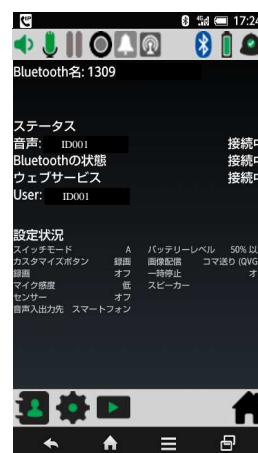 17:24
Bluetooth名: 1309
ステータス
音声: ID001 接続
Bluetoothの状態 接続
ウェブサービス 接続
User: ID001
設定状況
スイッチモード A バッテリーレベル 50% 以
カスタマイズボタン 録画 画像配信 コマ送り (QVG
録画 オフ 一時停止 オ
マイク感度 低 スピーカー
センサー オフ
音声入出力先 スマートフォン